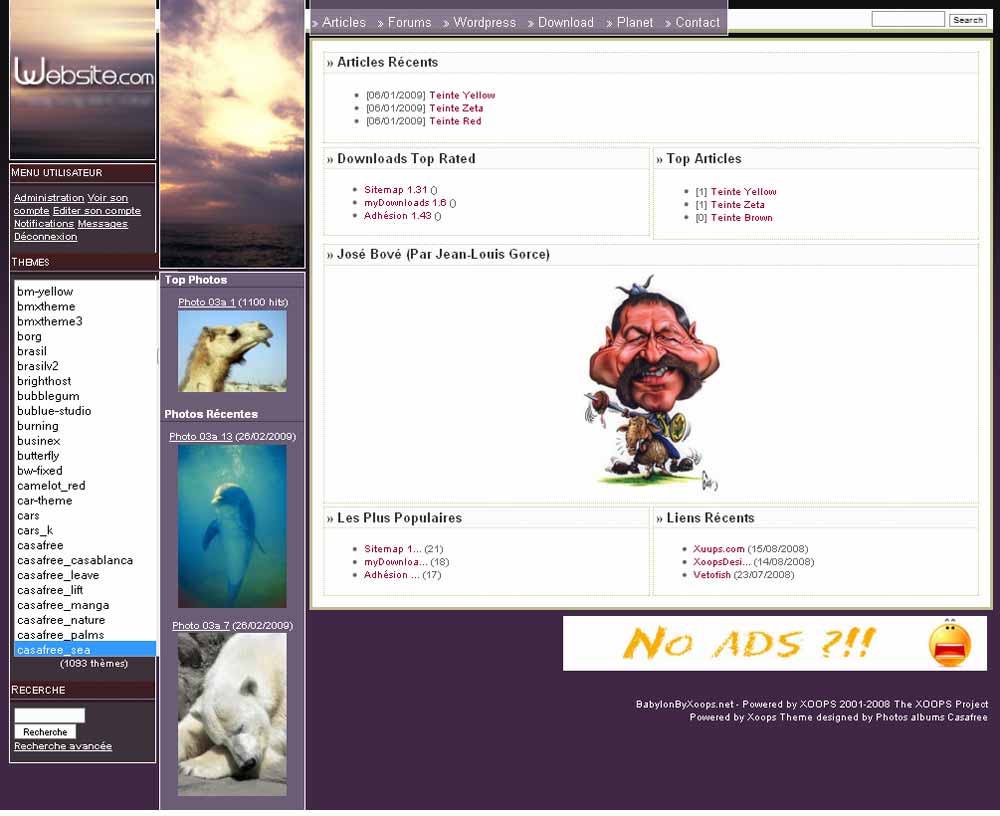 » Articles » Forums » Wordpress » Download » Planet » Contact
Search
Website.com
MENU UTILISATEUR
Administration Voir son
compte Editer son compte
Notifications Messages
Déconnexion
THEMES
bm-yellow
bmxtheme
bmxtheme3
borg
brasil
brasilv2
brighthost
bubblegum
bublue-studio
burning
businex
butterfly
bw-fixed
camelot_red
car-theme
cars
cars_k
casafree
casafree_casablanca
casafree_leave
casafree_lift
casafree_manga
casafree_nature
casafree_palms
casafree_sea
(1093 thèmes)
RECERCHE
Recherche
Recherche avancée
Top Photos
Photo 03a 1 (1100 hits)
Photos Récentes
Photo 03a 13 (26/02/2009)
Photo 03a 7 (26/02/2009)
» Articles Récents
• [06/01/2009] Teinte Yellow
• [06/01/2009] Teinte Zeta
• [06/01/2009] Teinte Red
» Downloads Top Rated
• Sitemap 1.31 ()
• myDownloads 1.6 ()
• Adhésion 1.43 ()
» Top Articles
• [1] Teinte Yellow
• [1] Teinte Zeta
• [0] Teinte Brown
» José Bové (Par Jean-Louis Gorce)
» Les Plus Populaires
• Sitemap 1... (21)
• myDownloa... (18)
• Adhésion ... (17)
» Liens Récents
• Xuups.com (15/08/2008)
• XoopsDesi... (14/08/2008)
• Vetofish (23/07/2008)
No ADS ?!!
BabylonByXoops.net - Powered by XOOPS 2001-2008 The XOOPS Project
Powered by Xoops Theme designed by Photos albums Casafree